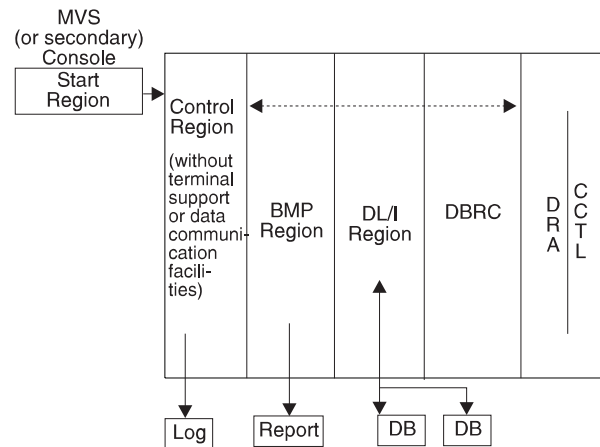 MVS
(or secondary)
Console
Start
Region
Control
Region
(without
terminal
support
or data
communi-
cation
facili-
ties)
BMP
Region
DL/I
Region
DBRC
D
R
A
C
C
T
L
Log
Report
DB
DB